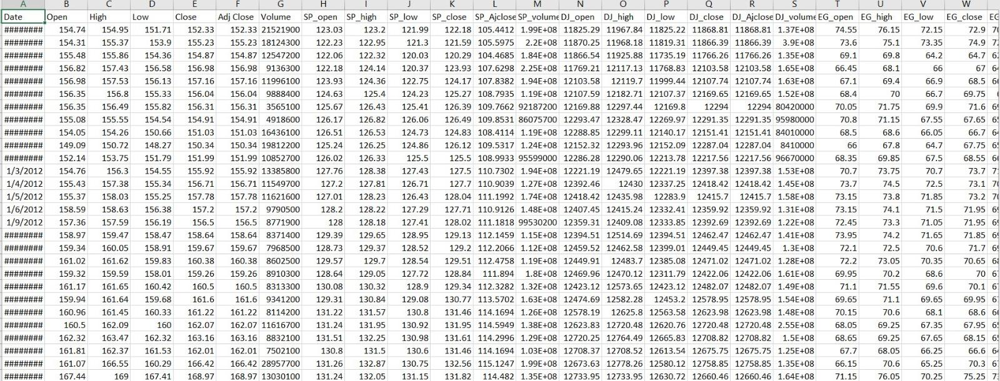 A B C D E F G H I J K L M N O P Q R S T U V W
Date Open High Low Close Adj Close Volume SP_open SP_high SP_low SP_close SP_Ajclose SP_volume DJ_open DJ_high DJ_low DJ_close DJ_Ajclose DJ_volume EG_open EG_high EG_low EG_close EG
######## 154.74 154.95 151.71 152.33 152.33 21521900 123.03 123.2 121.99 122.18 105.4412 1.99E+08 11825.29 11967.84 11825.22 11868.81 11868.81 1.37E+08 74.55 76.15 72.15 72.9
######## 154.31 155.37 153.9 155.23 155.23 18124300 122.23 122.95 121.3 121.59 105.5975 2.2E+08 11870.25 11968.18 11819.31 11866.39 11866.39 3.9E+08 73.6 75.1 73.35 74.9
######## 155.48 155.86 154.36 154.87 154.87 12547200 122.06 122.32 120.03 120.29 104.4685 1.84E+08 11866.54 11925.88 11735.19 11766.26 11766.26 1.35E+08 69.1 69.8 64.2 64.7
######## 156.82 157.43 156.58 156.98 156.98 9136300 122.18 124.14 120.37 123.93 107.6298 2.25E+08 11769.21 12117.13 11768.83 12103.58 12103.58 1.65E+08 66.45 68.1 66 67
######## 156.98 157.53 156.13 157.16 157.16 11996100 123.93 124.36 122.75 124.17 107.8382 1.94E+08 12103.58 12119.7 11999.44 12107.74 12107.74 1.63E+08 67.1 69.4 66.9 68.5
######## 156.35 156.8 155.33 156.04 156.04 9888400 124.63 125.4 124.23 125.27 108.7935 1.19E+08 12107.59 12182.71 12107.37 12169.65 12169.65 1.52E+08 68.4 70 66.7 69.75
######## 156.35 156.49 155.82 156.31 156.31 3565100 125.67 126.43 125.41 126.39 109.7662 92187200 12169.88 12297.44 12169.8 12294 12294 80420000 70.05 71.75 69.9 71.6
######## 155.08 155.55 154.54 154.91 154.91 4918600 126.17 126.82 126.06 126.49 109.8531 86075700 12293.47 12328.47 12269.97 12291.35 12291.35 95980000 70.8 71.15 67.55 67.65
######## 154.05 154.26 150.66 151.03 151.03 16436100 126.51 126.53 124.73 124.83 108.4114 1.19E+08 12288.85 12299.11 12140.17 12151.41 12151.41 84010000 68.5 68.6 66.05 66.7
######## 149.09 150.72 148.27 150.34 150.34 19812200 125.24 126.25 124.86 126.12 109.5317 1.24E+08 12152.32 12293.96 12152.09 12287.04 12287.04 8410000 66 67.8 64.7 67.75
######## 152.14 153.75 151.79 151.99 151.99 10852700 126.02 126.33 125.5 125.5 108.9933 95599000 12286.28 12290.06 12213.78 12217.56 12217.56 96670000 68.35 69.85 67.5 68.55
1/3/2012 154.76 156.3 154.55 155.92 155.92 13385800 127.76 128.38 127.43 127.5 110.7302 1.94E+08 12221.19 12479.65 12221.19 12397.38 12397.38 1.53E+08 70.7 73.75 70.7 73.7
1/4/2012 155.43 157.38 155.34 156.71 156.71 11549700 127.2 127.81 126.71 127.7 110.9039 1.27E+08 12392.46 12430 12337.25 12418.42 12418.42 1.45E+08 73.7 74.5 72.5 73.1
1/5/2012 155.37 158.03 155.25 157.78 157.78 11621600 127.01 128.23 126.43 128.04 111.1992 1.74E+08 12418.42 12435.98 12283.9 12415.7 12415.7 1.58E+08 73.15 73.8 71.85 73.2
1/6/2012 158.59 158.63 156.38 157.2 157.2 9790500 128.2 128.22 127.29 127.71 110.9126 1.48E+08 12407.45 12415.24 12332.41 12359.92 12359.92 1.31E+08 73.15 74.1 71.5 71.95
1/9/2012 157.36 157.59 156.19 156.5 156.5 8771900 128 128.18 127.41 128.02 111.1818 99530200 12359.31 12409.08 12333.85 12392.69 12392.69 1.22E+08 72.45 73.3 71.05 71.95
######## 158.97 159.47 158.47 158.64 158.64 8371400 129.39 129.65 128.95 129.13 112.1459 1.15E+08 12394.51 12514.69 12394.51 12462.47 12462.47 1.41E+08 73.95 74.2 71.65 71.85
######## 159.34 160.05 158.91 159.67 159.67 7968500 128.73 129.37 128.52 129.2 112.2066 1.12E+08 12459.52 12462.58 12399.01 12449.45 12449.45 1.3E+08 72.1 72.5 70.6 71.7
######## 161.02 161.62 159.83 160.38 160.38 8602500 129.57 129.7 128.54 129.51 112.4758 1.19E+08 12449.91 12483.7 12385.08 12471.02 12471.02 1.28E+08 72.2 73.05 70.35 70.65
######## 159.32 159.59 158.01 159.26 159.26 8910300 128.64 129.05 127.72 128.84 111.894 1.8E+08 12469.96 12470.12 12311.79 12422.06 12422.06 1.61E+08 69.95 70.2 68.6 70
######## 161.17 161.65 160.42 160.5 160.5 8313300 130.08 130.32 128.9 129.34 112.3282 1.32E+08 12423.12 12573.65 12423.12 12482.07 12482.07 1.49E+08 71.1 71.55 69.6 70.1
######## 159.94 161.64 159.68 161.6 161.6 9341200 129.31 130.84 129.08 130.77 113.5702 1.63E+08 12474.69 12582.28 12453.2 12578.95 12578.95 1.54E+08 69.65 71.1 69.65 69.95
######## 160.96 161.45 160.33 161.22 161.22 8114200 131.22 131.57 130.8 131.46 114.1694 1.26E+08 12578.19 12625.8 12563.58 12623.98 12623.98 1.48E+08 70.15 70.6 68.1 68.6
######## 160.5 162.09 160 162.07 162.07 11616700 131.24 131.95 130.92 131.95 114.5949 1.38E+08 12623.83 12720.48 12620.76 12720.48 12720.48 2.55E+08 68.05 69.25 67.35 67.95
######## 162.32 163.47 162.32 163.16 163.16 8832100 131.51 132.25 130.98 131.61 114.2996 1.29E+08 12720.25 12764.49 12665.83 12708.82 12708.82 1.5E+08 68.65 69.25 67.65 68.15
######## 161.81 162.37 161.53 162.01 162.01 7502100 130.8 131.5 130.6 131.46 114.1694 1.03E+08 12708.37 12708.52 12613.54 12675.75 12675.75 1.25E+08 67.7 68.05 66.25 66.6
######## 161.07 166.55 160.29 166.42 166.42 28957700 131.26 132.87 130.75 132.56 115.1247 1.99E+08 12673.63 12778.26 12580.12 12758.85 12758.85 1.35E+08 66.15 70.6 65.25 70.3
######## 167.44 169 167.41 168.97 168.97 13030100 131.24 132.05 131.15 131.82 114.482 1.35E+08 12733.95 12733.95 12630.72 12660.46 12660.46 1.64E+08 71.15 76.05 70.25 75.25